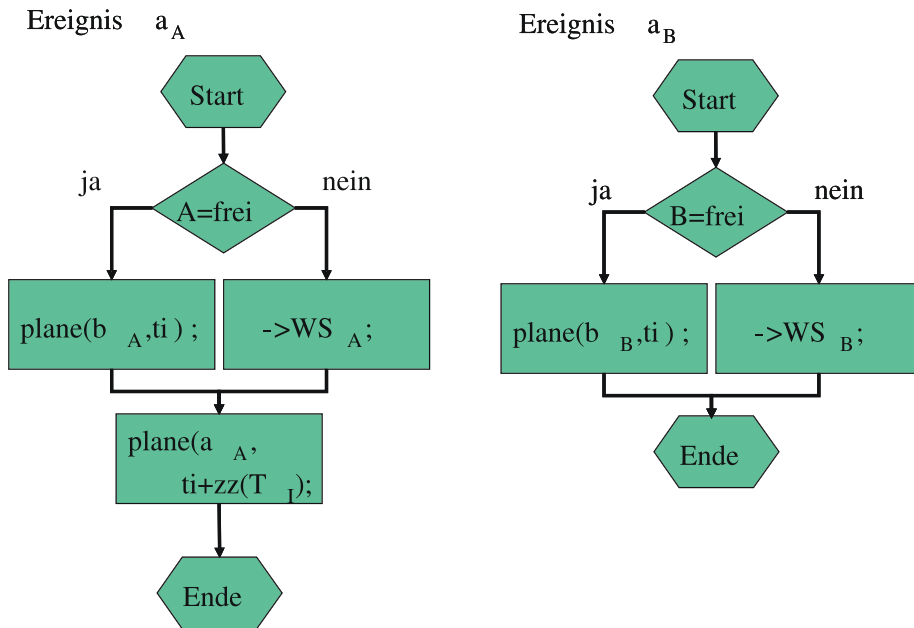 Ereignis a_A
Start
A=frei
ja
nein
plane(b_A,ti) ;
->WS_A;
plane(a_A,
ti+zz(T_I);
Ende
Ereignis a_B
Start
B=frei
ja
nein
plane(b_B,ti) ;
->WS_B;
Ende